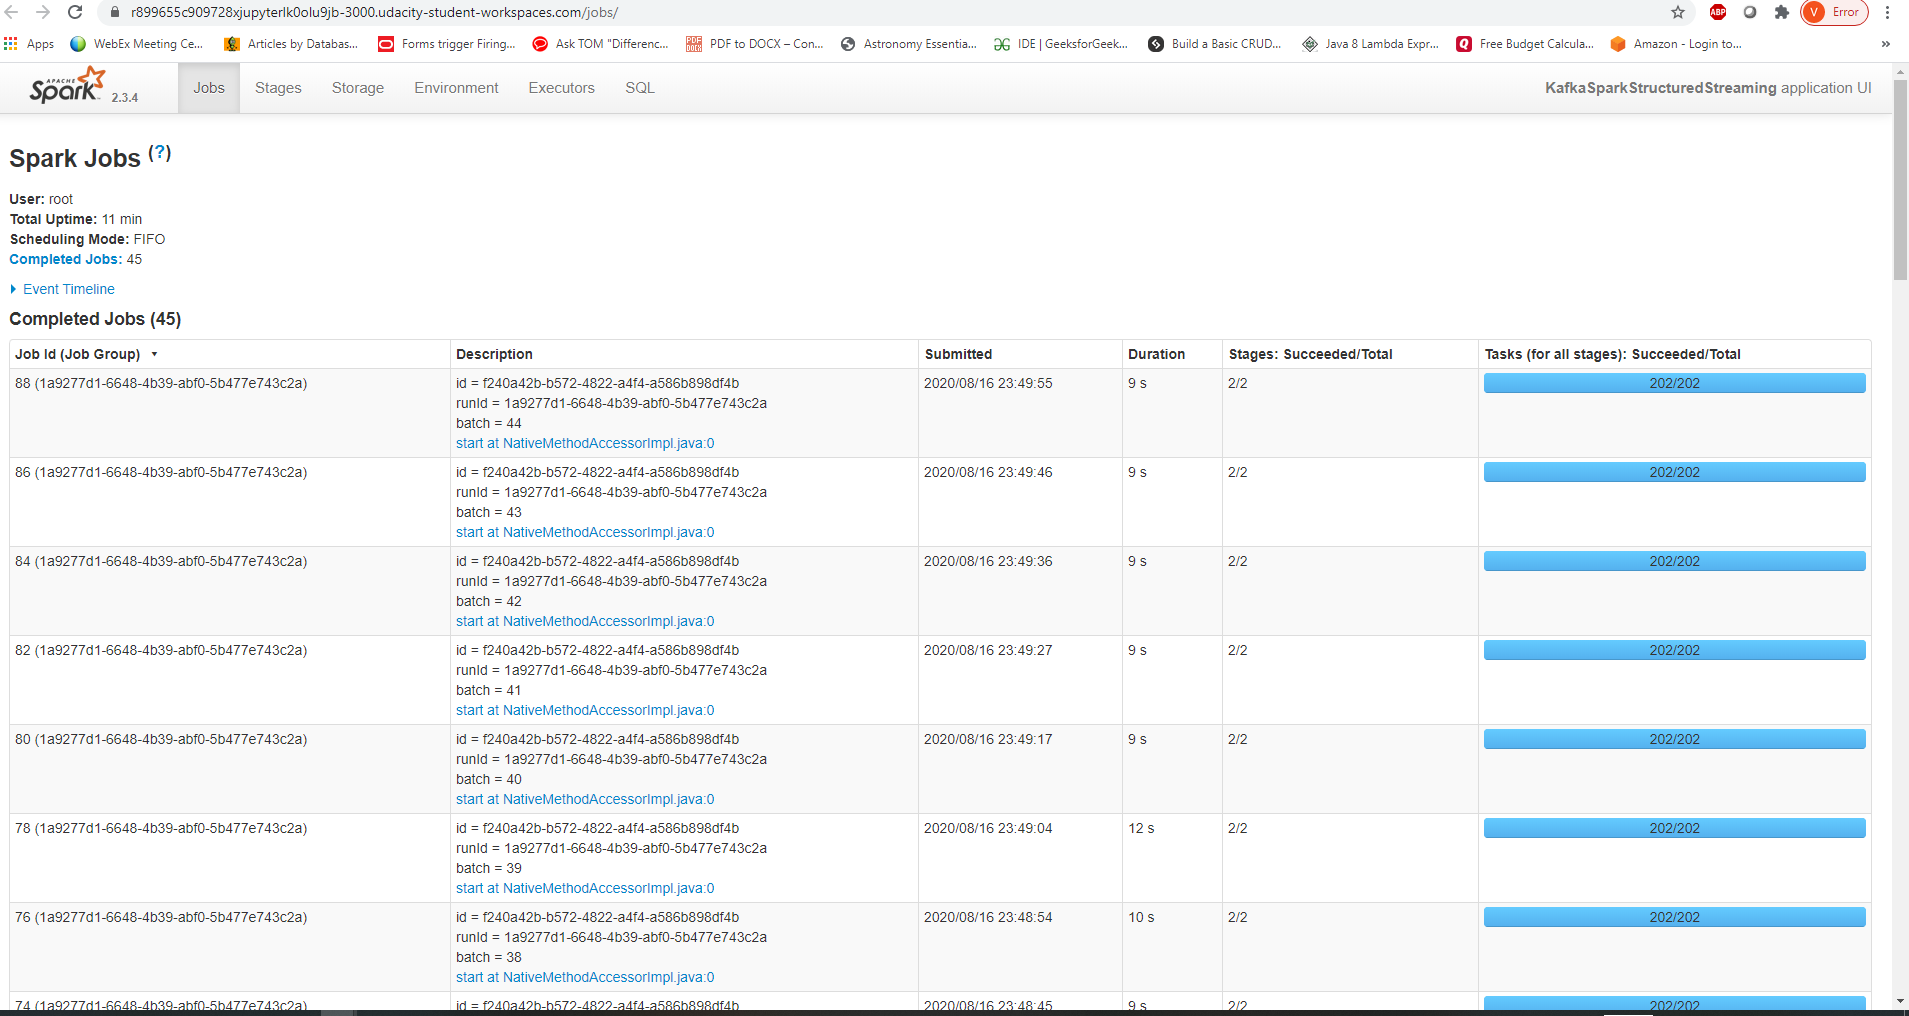 r899655c909728xjupyterlk0olu9jb-3000.udacity-student-workspaces.com/jobs/
ABP
V Error
Apps WebEx Meeting Ce... Articles by Databas... Forms trigger Firing... Ask TOM "Differenc... PDF to DOCX – Con... Astronomy Essentia... IDE | GeeksforGeek... Build a Basic CRUD... Java 8 Lambda Expr... Free Budget Calcula... Amazon - Login to... »
APACHE Spark 2.3.4 Jobs Stages Storage Environment Executors SQL KafkaSparkStructuredStreaming application UI
Spark Jobs (?)
User: root
Total Uptime: 11 min
Scheduling Mode: FIFO
Completed Jobs: 45
Event Timeline
Completed Jobs (45)
Job Id (Job Group) ▾ Description Submitted Duration Stages: Succeeded/Total Tasks (for all stages): Succeeded/Total
88 (1a9277d1-6648-4b39-abf0-5b477e743c2a) id = f240a42b-b572-4822-a4f4-a586b898df4b 2020/08/16 23:49:55 9 s 2/2 202/202
runId = 1a9277d1-6648-4b39-abf0-5b477e743c2a
batch = 44
start at NativeMethodAccessorImpl.java:0
86 (1a9277d1-6648-4b39-abf0-5b477e743c2a) id = f240a42b-b572-4822-a4f4-a586b898df4b 2020/08/16 23:49:46 9 s 2/2 202/202
runId = 1a9277d1-6648-4b39-abf0-5b477e743c2a
batch = 43
start at NativeMethodAccessorImpl.java:0
84 (1a9277d1-6648-4b39-abf0-5b477e743c2a) id = f240a42b-b572-4822-a4f4-a586b898df4b 2020/08/16 23:49:36 9 s 2/2 202/202
runId = 1a9277d1-6648-4b39-abf0-5b477e743c2a
batch = 42
start at NativeMethodAccessorImpl.java:0
82 (1a9277d1-6648-4b39-abf0-5b477e743c2a) id = f240a42b-b572-4822-a4f4-a586b898df4b 2020/08/16 23:49:27 9 s 2/2 202/202
runId = 1a9277d1-6648-4b39-abf0-5b477e743c2a
batch = 41
start at NativeMethodAccessorImpl.java:0
80 (1a9277d1-6648-4b39-abf0-5b477e743c2a) id = f240a42b-b572-4822-a4f4-a586b898df4b 2020/08/16 23:49:17 9 s 2/2 202/202
runId = 1a9277d1-6648-4b39-abf0-5b477e743c2a
batch = 40
start at NativeMethodAccessorImpl.java:0
78 (1a9277d1-6648-4b39-abf0-5b477e743c2a) id = f240a42b-b572-4822-a4f4-a586b898df4b 2020/08/16 23:49:04 12 s 2/2 202/202
runId = 1a9277d1-6648-4b39-abf0-5b477e743c2a
batch = 39
start at NativeMethodAccessorImpl.java:0
76 (1a9277d1-6648-4b39-abf0-5b477e743c2a) id = f240a42b-b572-4822-a4f4-a586b898df4b 2020/08/16 23:48:54 10 s 2/2 202/202
runId = 1a9277d1-6648-4b39-abf0-5b477e743c2a
batch = 38
start at NativeMethodAccessorImpl.java:0
74 (1a9277d1-6648-4b39-abf0-5b477e743c2a) id = f240a42b-b572-4822-a4f4-a586b898df4b 2020/08/16 23:48:45 9 s 2/2 202/202